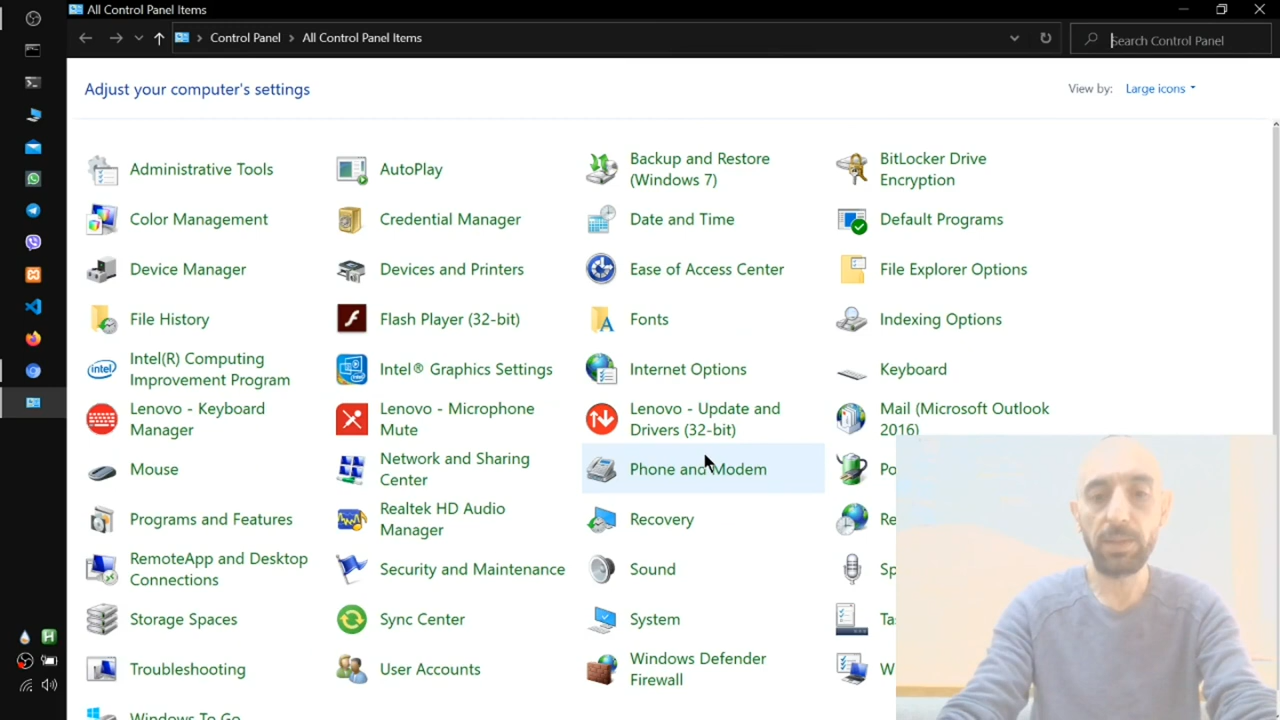 All Control Panel Items
Control Panel > All Control Panel Items
Search Control Panel
Adjust your computer's settings
View by: Large icons
Administrative Tools
AutoPlay
Backup and Restore
(Windows 7)
BitLocker Drive
Encryption
Color Management
Credential Manager
Date and Time
Default Programs
Device Manager
Devices and Printers
Ease of Access Center
File Explorer Options
File History
Flash Player (32-bit)
Fonts
Indexing Options
Intel(R) Computing
Improvement Program
Intel® Graphics Settings
Internet Options
Keyboard
Lenovo - Keyboard
Manager
Lenovo - Microphone
Mute
Lenovo - Update and
Drivers (32-bit)
Mail (Microsoft Outlook
2016)
Mouse
Network and Sharing
Center
Phone and Modem
Po
Programs and Features
Realtek HD Audio
Manager
Recovery
Re
RemoteApp and Desktop
Connections
Security and Maintenance
Sound
Sp
Storage Spaces
Sync Center
System
Ta
Troubleshooting
User Accounts
Windows Defender
Firewall
W
Windows To Go
intel